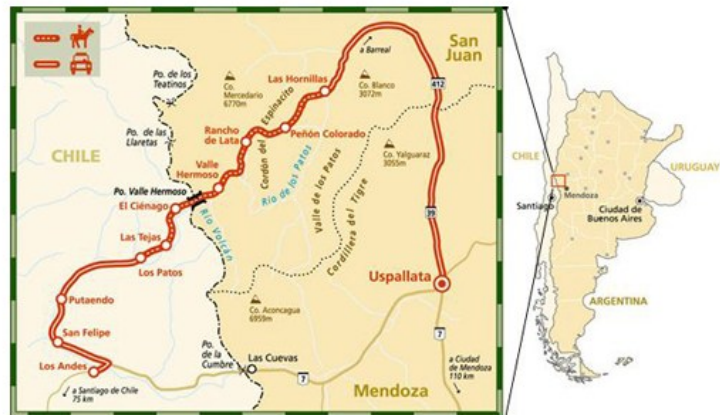 a Barreal
San
Juan
Po. de los
Teatinos
Las Hornillas
Co.
Mercedario
6770m
Espinacito
Co. Blanco
3072m
412
Po. de las
Llaretas
Rancho
de Lata
Peñón Colorado
CHILE
Valle
Hermoso
Cordón del
Río de los Patos
Valle de los Patos
Co. Yalguaraz
3055m
Po. Valle Hermoso
El Ciénago
Río Volcán
Cordillera del Tigre
39
Las Tejas
Los Patos
Uspallata
Putaendo
Co. Aconcagua
6959m
San Felipe
7
Po.
de la
Cumbre
Las Cuevas
Los Andes
7
a Santiago de Chile
75 km
Mendoza
a Ciudad
de Mendoza
110 km
CHILE
URUGUAY
Mendoza
Santiago
Ciudad de
Buenos Aires
ARGENTINA